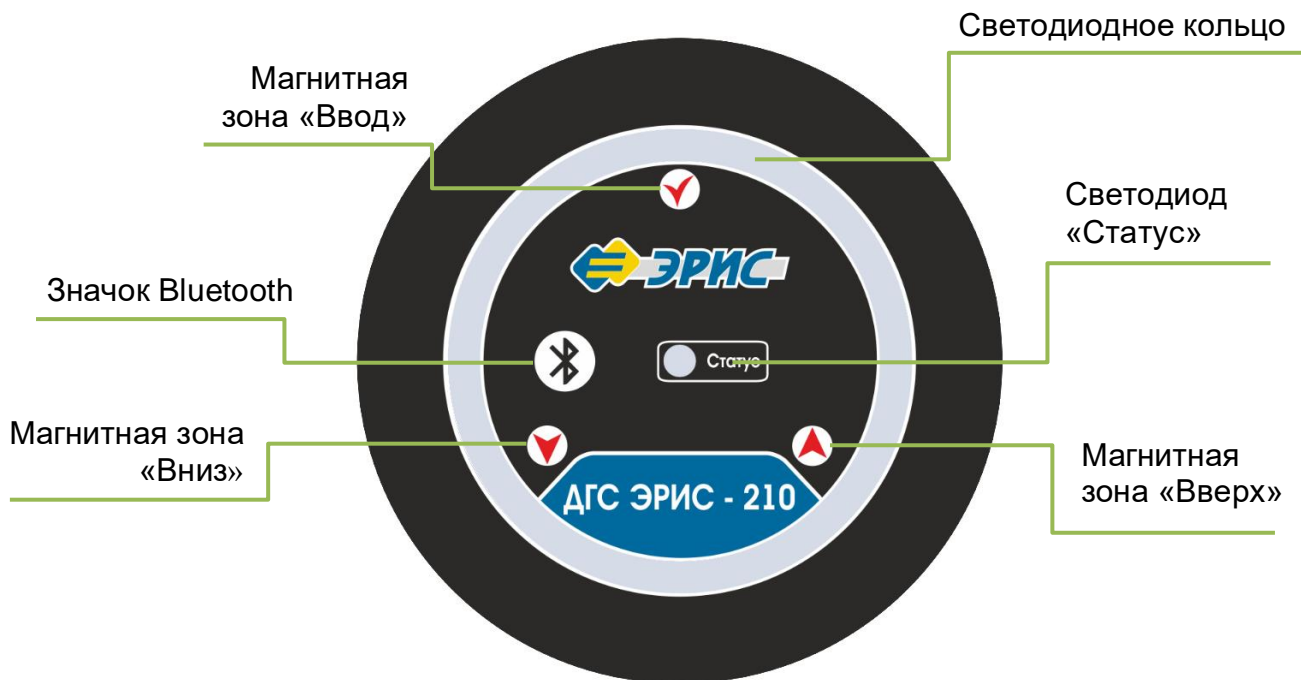 Светодиодное кольцо
Магнитная
зона «Ввод»
Светодиод
«Статус»
ЭРИС
Значок Bluetooth
Статус
Магнитная зона
«Вниз»
Магнитная
зона «Вверх»
ДГС ЭРИС - 210